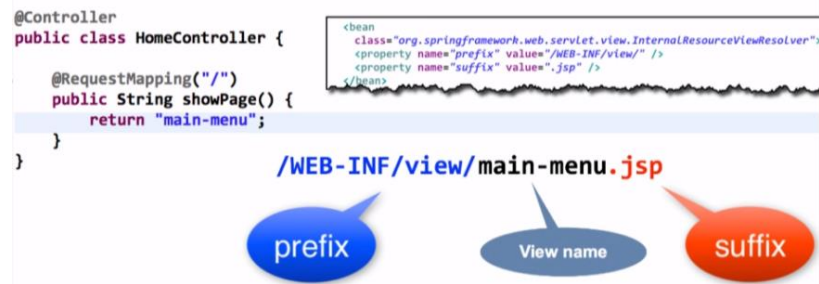 @Controller
public class HomeController {
@RequestMapping("/")
public String showPage() {
return "main-menu";
}
}
<bean
class="org.springframework.web.servlet.view.InternalResourceViewResolver">
<property name="prefix" value="/WEB-INF/view/" />
<property name="suffix" value=".jsp" />
</bean>
/WEB-INF/view/main-menu.jsp
prefix
View name
suffix